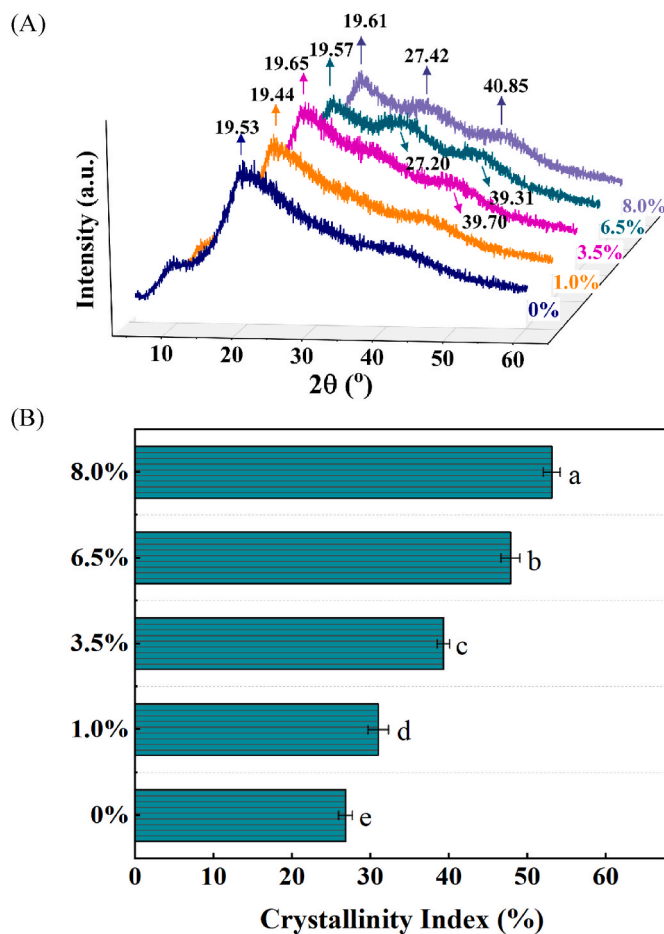 (A)
19.61
19.57
27.42
19.65
40.85
19.44
19.53
27.20
39.31
39.70
8.0%
6.5%
3.5%
1.0%
0%
Intensity (a.u.)
10 20 30 40 50 60
2θ (°)
(B)
8.0%
a
6.5%
b
3.5%
c
1.0%
d
0%
e
0 10 20 30 40 50 60
Crystallinity Index (%)